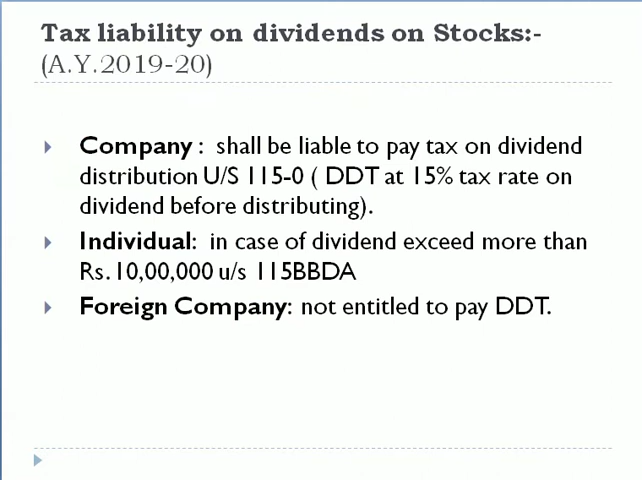 Tax liability on dividends on Stocks:-
(A.Y.2019-20)
Company : shall be liable to pay tax on dividend
distribution U/S 115-0 ( DDT at 15% tax rate on
dividend before distributing).
Individual: in case of dividend exceed more than
Rs. 10,00,000 u/s 115BBDA
Foreign Company: not entitled to pay DDT.